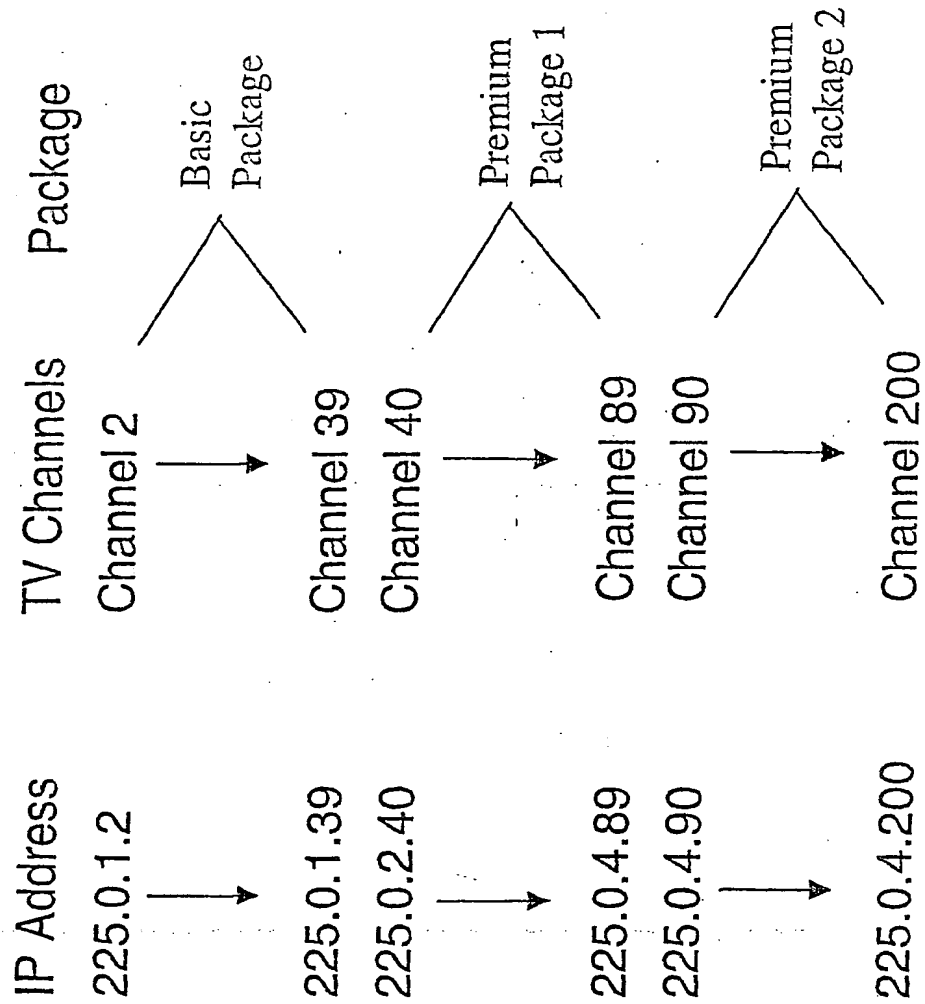 IP Address TV Channels Package
225.0.1.2 Channel 2
Basic
Package
225.0.1.39 Channel 39
225.0.2.40 Channel 40
Premium
Package 1
225.0.4.89 Channel 89
225.0.4.90 Channel 90
Premium
Package 2
225.0.4.200 Channel 200